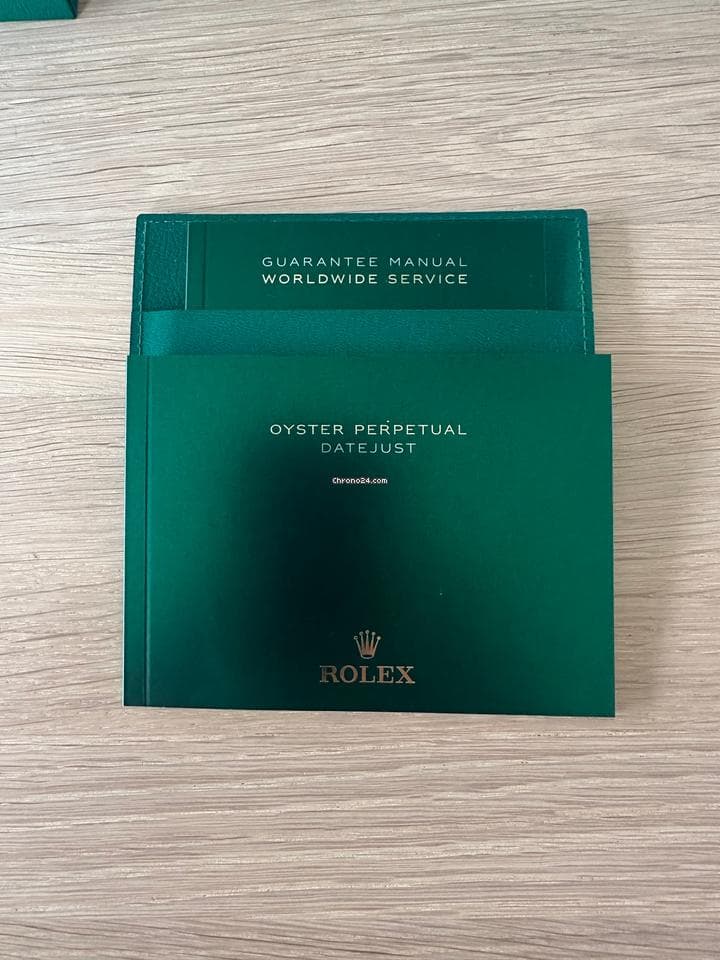 GUARANTEE MANUAL
WORLDWIDE SERVICE
OYSTER PERPETUAL
DATEJUST
Chrono24.com
ROLEX